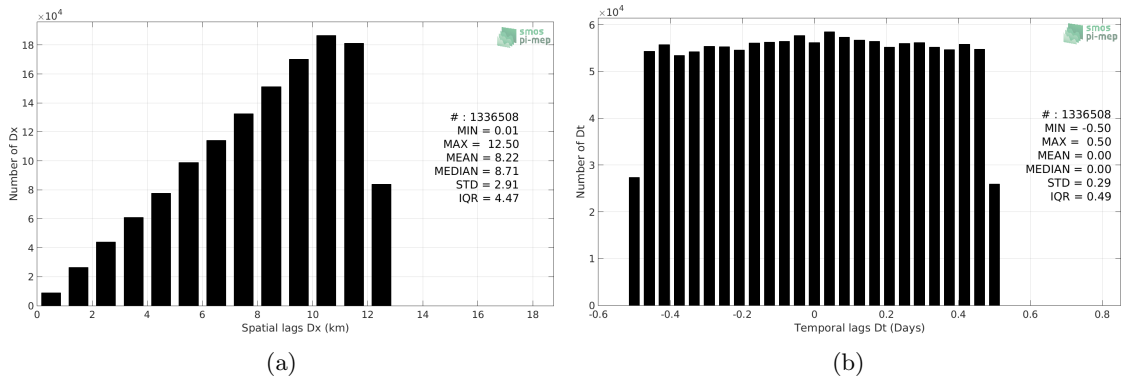 ×10⁴
18
16
14
12
10
8
6
4
2
0
Number of Dx
smos
pi-mep
# : 1336508
MIN = 0.01
MAX = 12.50
MEAN = 8.22
MEDIAN = 8.71
STD = 2.91
IQR = 4.47
0 2 4 6 8 10 12 14 16 18
Spatial lags Dx (km)
(a)
×10⁴
6
5
4
3
2
1
0
Number of Dt
smos
pi-mep
# : 1336508
MIN = -0.50
MAX = 0.50
MEAN = 0.00
MEDIAN = 0.00
STD = 0.29
IQR = 0.49
-0.6 -0.4 -0.2 0 0.2 0.4 0.6 0.8
Temporal lags Dt (Days)
(b)